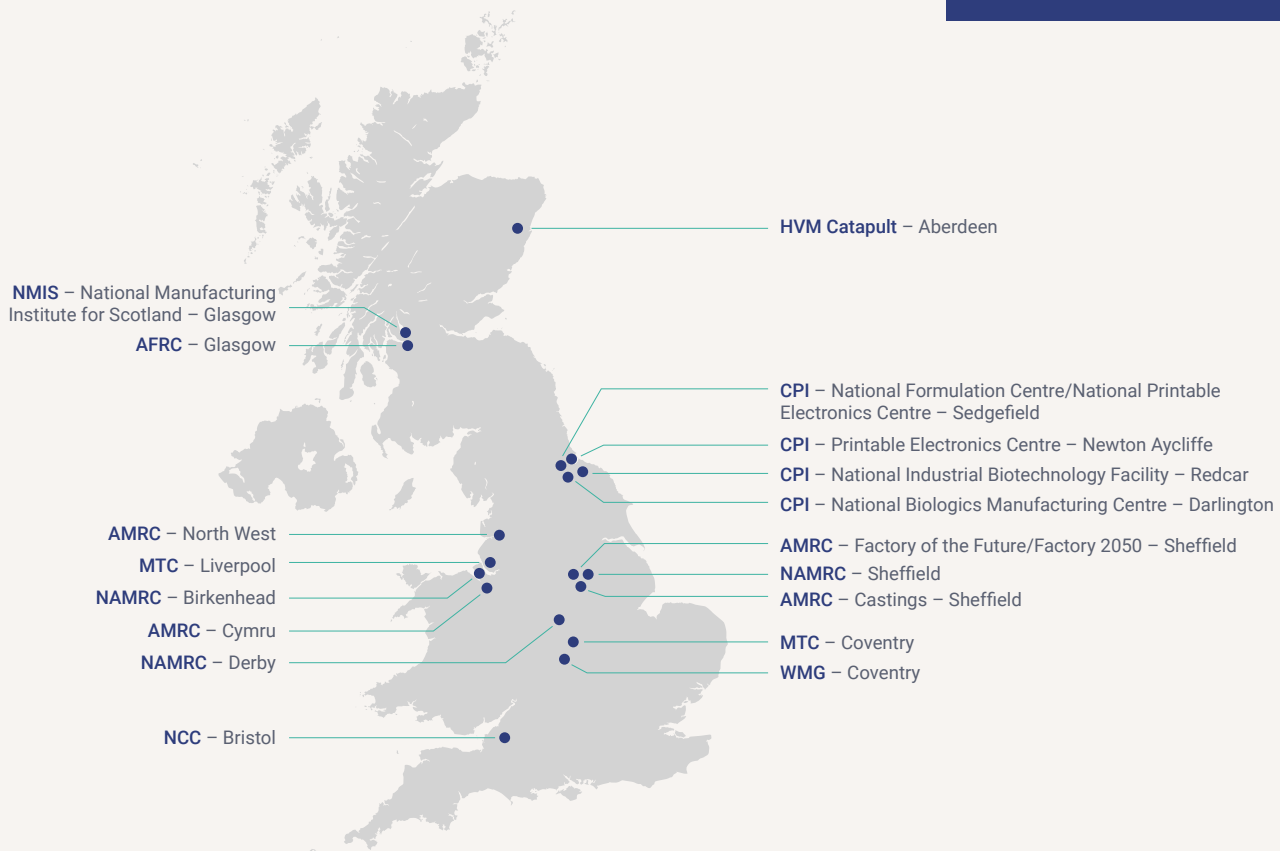 HVM Catapult – Aberdeen
NMIS – National Manufacturing
Institute for Scotland – Glasgow
AFRC – Glasgow
CPI – National Formulation Centre/National Printable
Electronics Centre – Sedgefield
CPI – Printable Electronics Centre – Newton Aycliffe
CPI – National Industrial Biotechnology Facility – Redcar
CPI – National Biologics Manufacturing Centre – Darlington
AMRC – North West
MTC – Liverpool
NAMRC – Birkenhead
AMRC – Cymru
NAMRC – Derby
NCC – Bristol
AMRC – Factory of the Future/Factory 2050 – Sheffield
NAMRC – Sheffield
AMRC – Castings – Sheffield
MTC – Coventry
WMG – Coventry